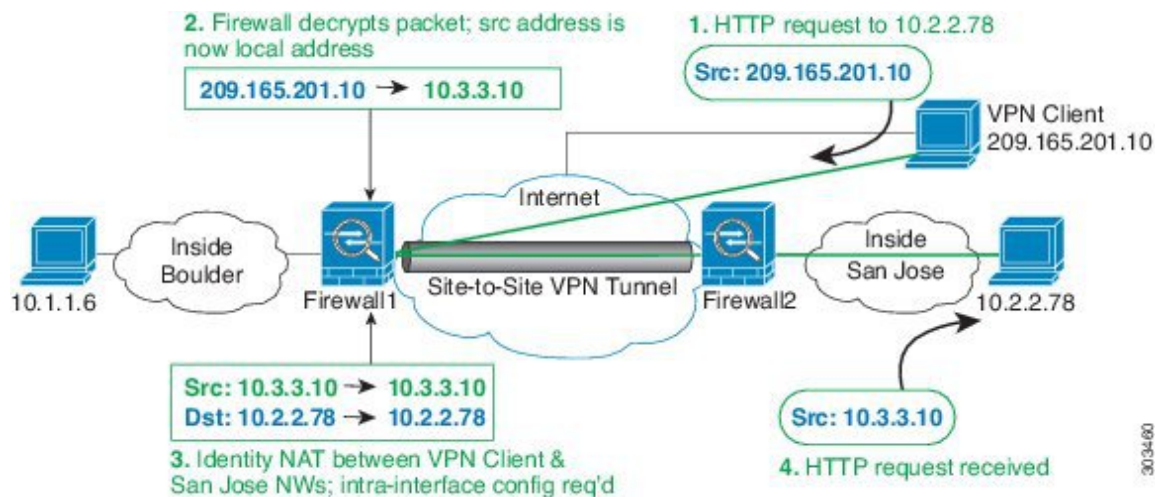 2. Firewall decrypts packet; src address is
now local address
209.165.201.10 → 10.3.3.10
1. HTTP request to 10.2.2.78
Src: 209.165.201.10
VPN Client
209.165.201.10
Internet
Inside
Boulder
10.1.1.6
Firewall1
Site-to-Site VPN Tunnel
Firewall2
Inside
San Jose
10.2.2.78
Src: 10.3.3.10 → 10.3.3.10
Dst: 10.2.2.78 → 10.2.2.78
3. Identity NAT between VPN Client &
San Jose NWs; intra-interface config req'd
Src: 10.3.3.10
4. HTTP request received
303460